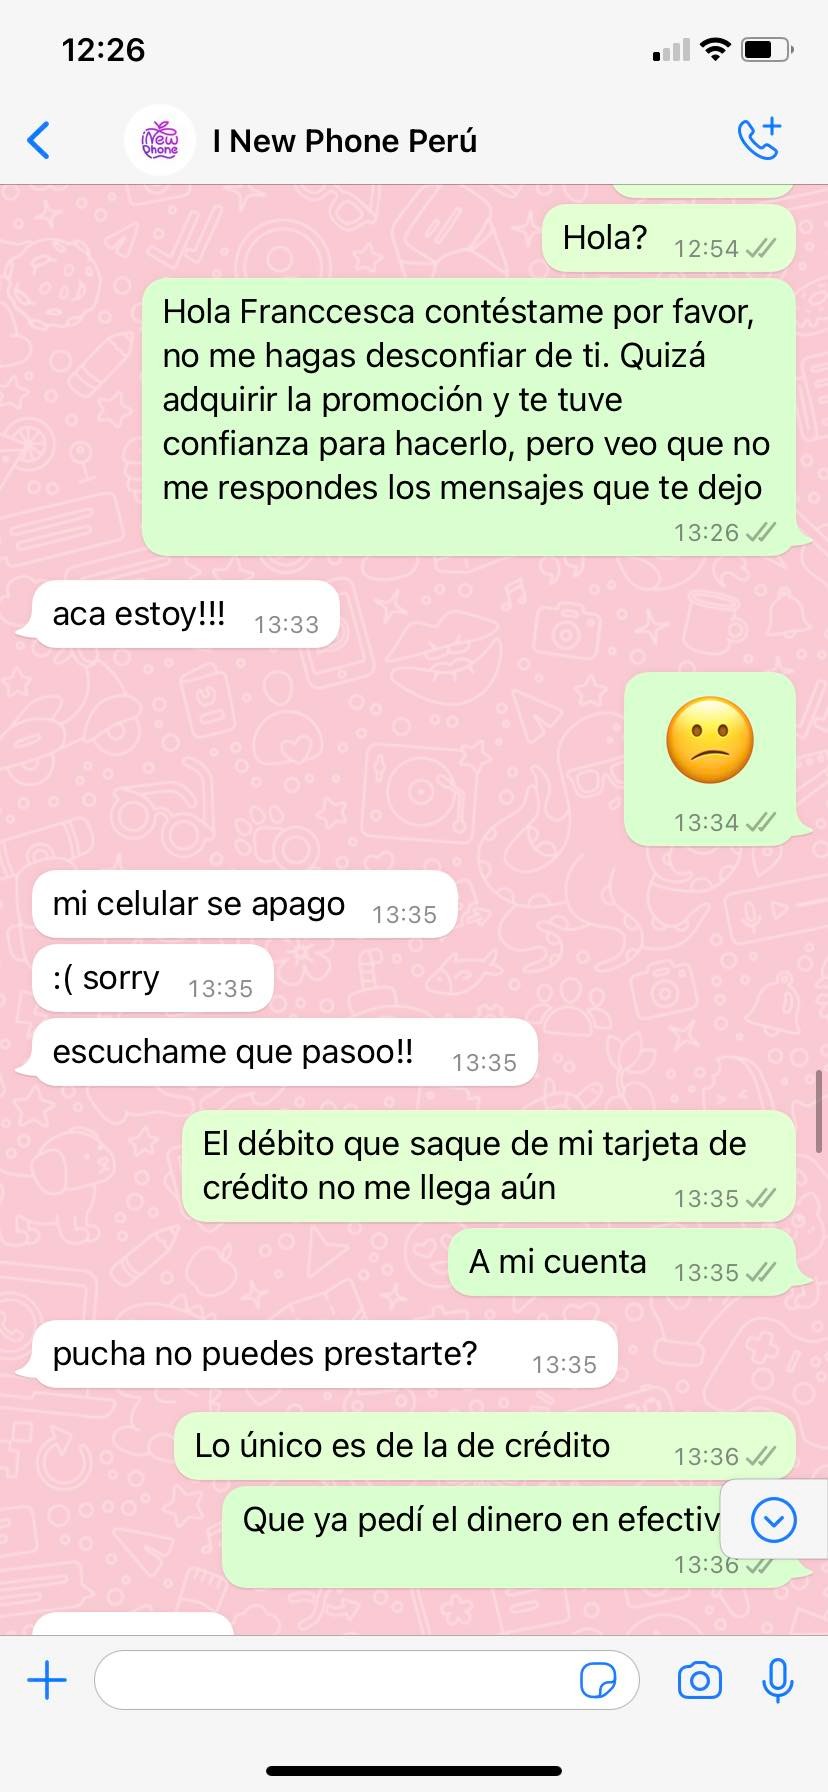 12:26
iNew
Phone
I New Phone Perú
Hola?
12:54
Hola Franccesca contéstame por favor,
no me hagas desconfiar de ti. Quizá
adquirir la promoción y te tuve
confianza para hacerlo, pero veo que no
me respondes los mensajes que te dejo
13:26
aca estoy!!!
13:33
13:34
mi celular se apago
13:35
:( sorry
13:35
escuchame que pasoo!!
13:35
El débito que saque de mi tarjeta de
crédito no me llega aún
13:35
A mi cuenta
13:35
pucha no puedes prestarte?
13:35
Lo único es de la de crédito
13:36
Que ya pedí el dinero en efectiv
13:36